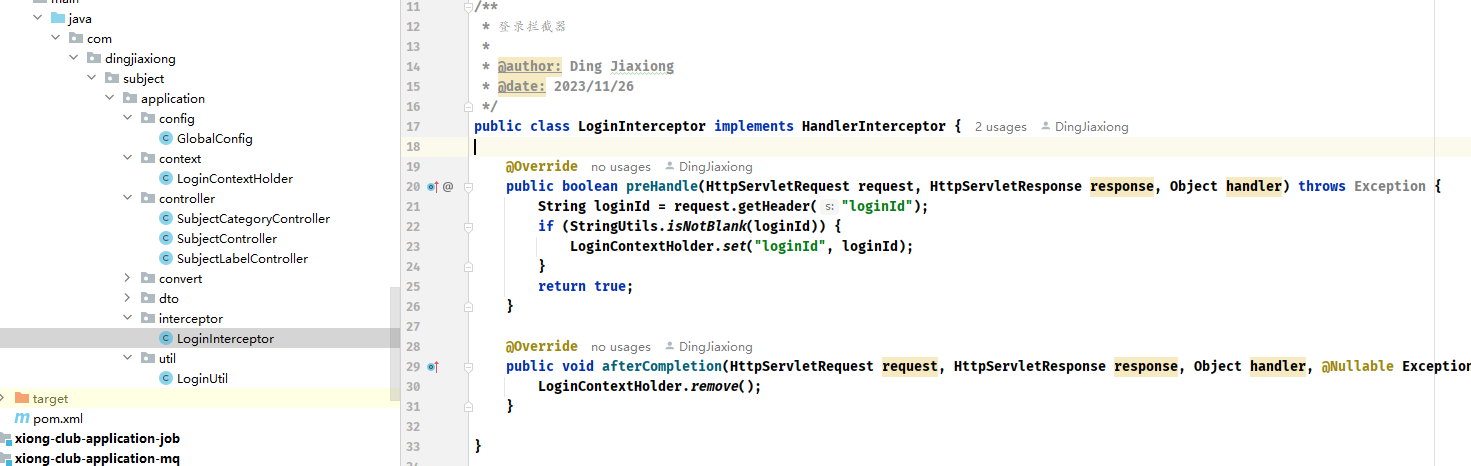 main
java
com
dingjiaxiong
subject
application
config
GlobalConfig
context
LoginContextHolder
controller
SubjectCategoryController
SubjectController
SubjectLabelController
convert
dto
interceptor
LoginInterceptor
util
LoginUtil
target
pom.xml
xiong-club-application-job
xiong-club-application-mq
11 /**
12 * 登录拦截器
13 *
14 * @author: Ding Jiaxiong
15 * @date: 2023/11/26
16 */
17 public class LoginInterceptor implements HandlerInterceptor { 2 usages DingJiaxiong
18
19 @Override no usages DingJiaxiong
20 public boolean preHandle(HttpServletRequest request, HttpServletResponse response, Object handler) throws Exception {
21 String loginId = request.getHeader( s: "loginId");
22 if (StringUtils.isNotBlank(loginId)) {
23 LoginContextHolder.set("loginId", loginId);
24 }
25 return true;
26 }
27
28 @Override no usages DingJiaxiong
29 public void afterCompletion(HttpServletRequest request, HttpServletResponse response, Object handler, @Nullable Exception
30 LoginContextHolder.remove();
31 }
32
33 }